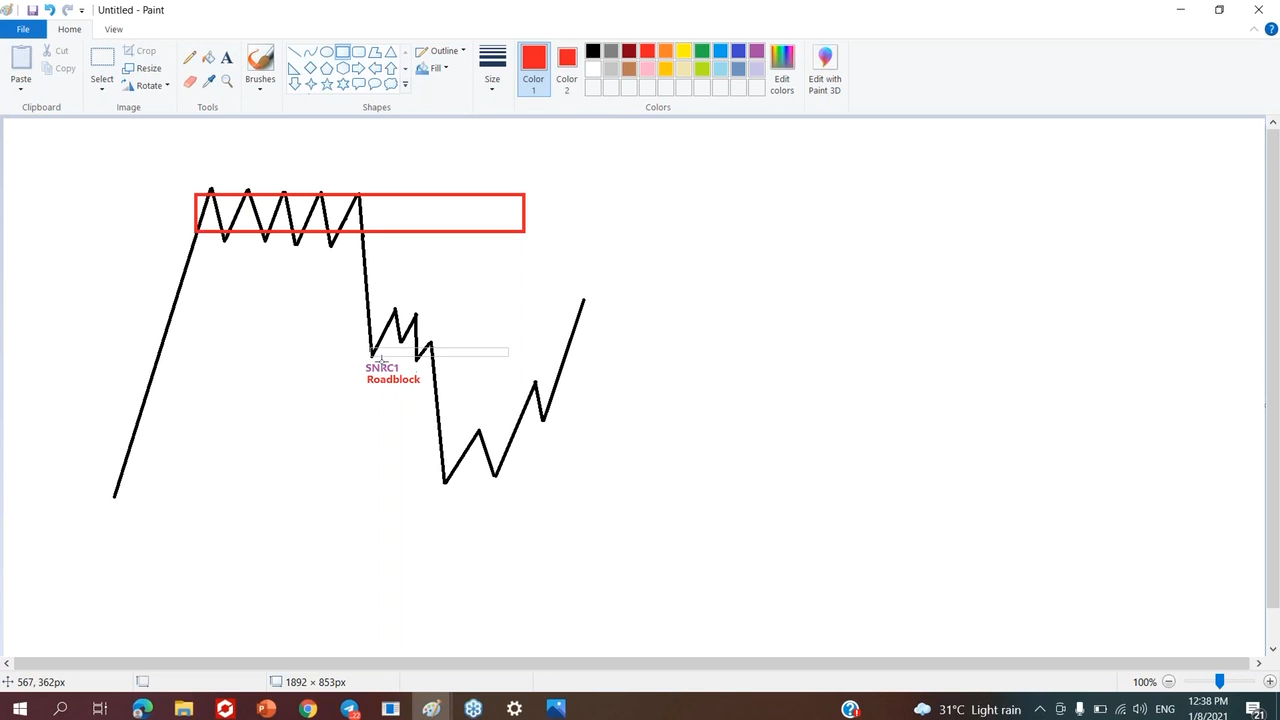 Untitled - Paint
File
Home
View
Paste
Cut
Copy
Clipboard
Select
Crop
Resize
Rotate
Image
Tools
Brushes
Outline
Fill
Shapes
Size
Color
1
Color
2
Edit
colors
Colors
Edit with
Paint 3D
SNRC1
Roadblock
567, 362px
1892 × 853px
100%
22
31°C Light rain
ENG
12:38 PM
1/8/2021
2